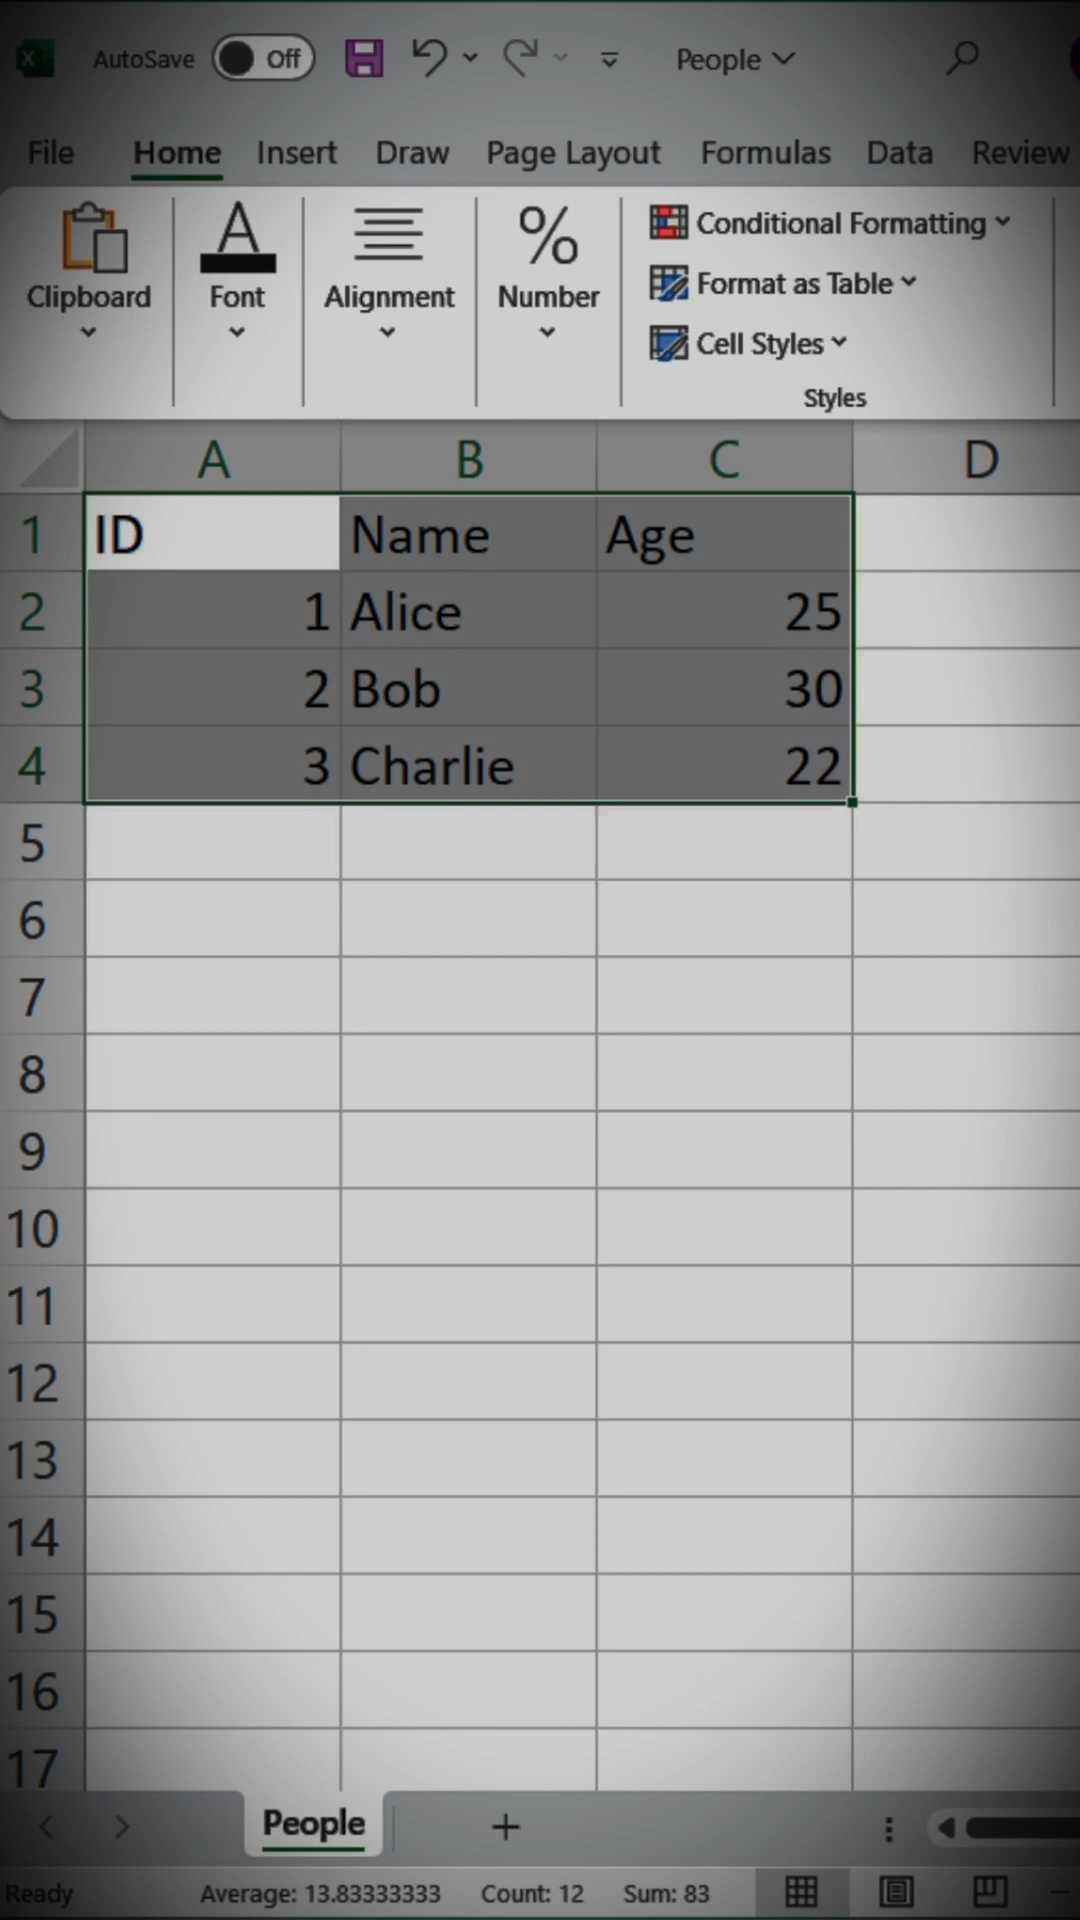 AutoSave Off People
File Home Insert Draw Page Layout Formulas Data Review
Conditional Formatting
Format as Table
Cell Styles
Clipboard Font Alignment Number
Styles
A B C D
1 ID Name Age
2 1 Alice 25
3 2 Bob 30
4 3 Charlie 22
5
6
7
8
9
10
11
12
13
14
15
16
17
People +
Ready Average: 13.83333333 Count: 12 Sum: 83